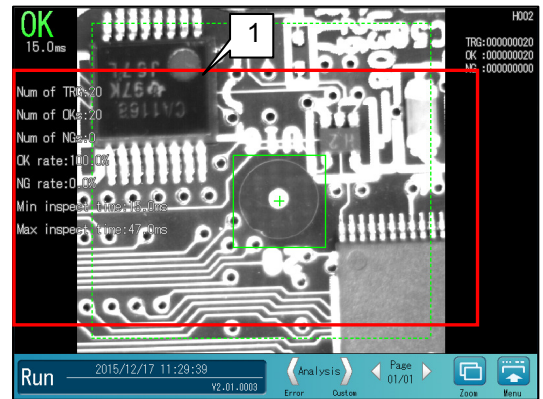 OK
15.0ms
1
H002
TRG:000000020
OK :000000020
NG :000000000
Num of TRG:20
Num of OKs:20
Num of NGs:0
OK rate:100.0%
NG rate:0.0%
Min inspect time:15.0ms
Max inspect time:47.0ms
Run
2015/12/17 11:29:39
V2.01.0003
Analysis
Error
Custom
Page
01/01
Zoom
Menu